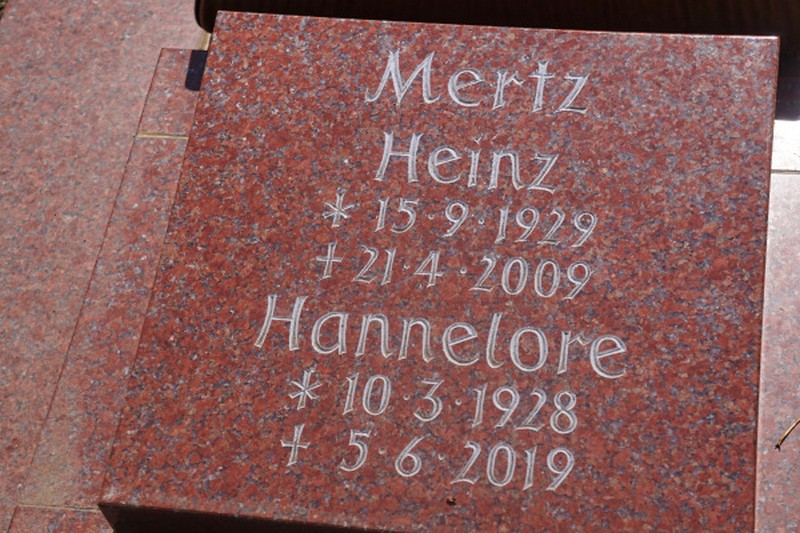 Mertz
Heinz
* 15·9·1929
† 21·4·2009
Hannelore
* 10·3·1928
† 5·6·2019